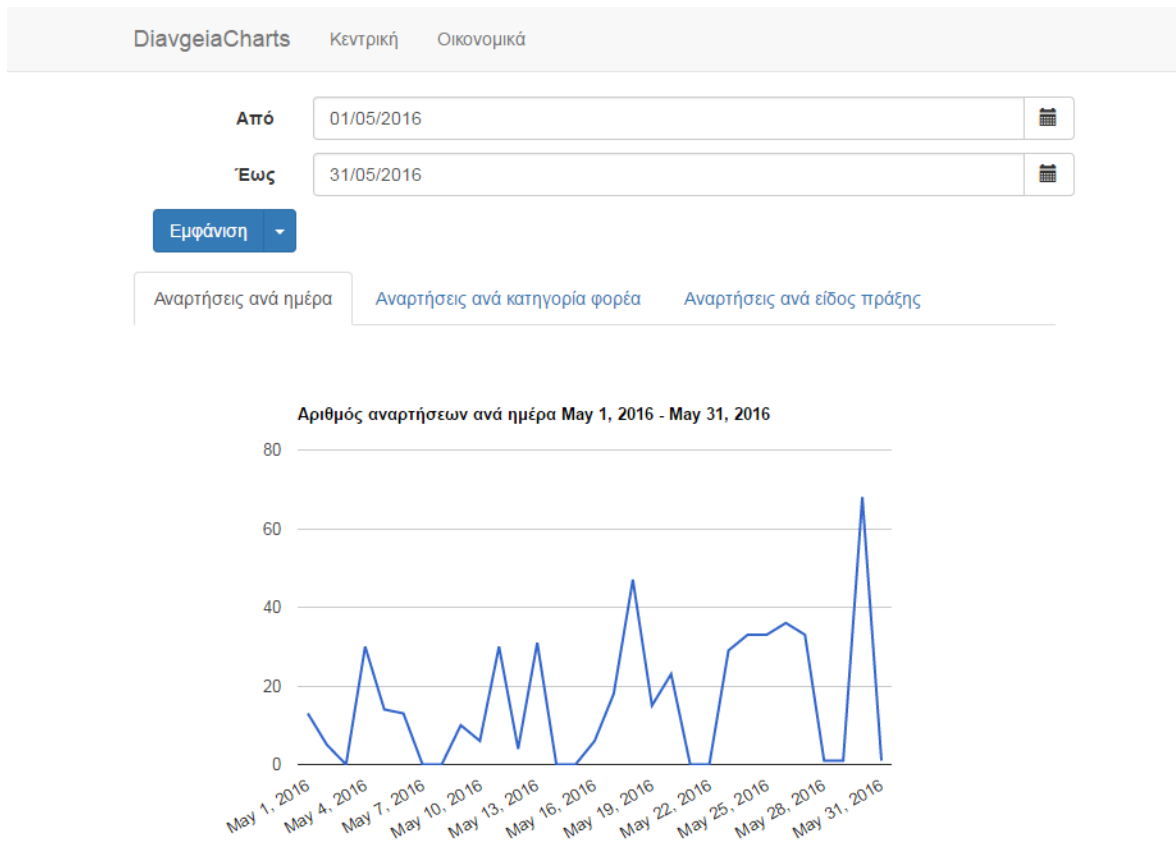 DiavgeiaCharts Κεντρική Οικονομικά
Από 01/05/2016
Έως 31/05/2016
Εμφάνιση
Αναρτήσεις ανά ημέρα Αναρτήσεις ανά κατηγορία φορέα Αναρτήσεις ανά είδος πράξης
Αριθμός αναρτήσεων ανά ημέρα May 1, 2016 - May 31, 2016
80
60
40
20
0
May 1, 2016 May 4, 2016 May 7, 2016 May 10, 2016 May 13, 2016 May 16, 2016 May 19, 2016 May 22, 2016 May 25, 2016 May 28, 2016 May 31, 2016